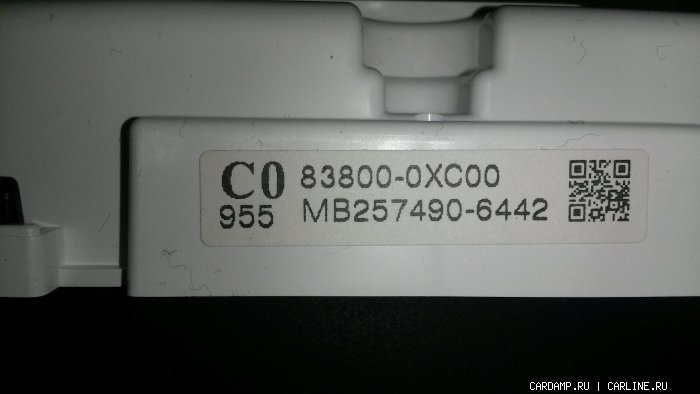 C0 83800-0XC00
955 MB257490-6442
CARDAMP.RU | CARLINE.RU